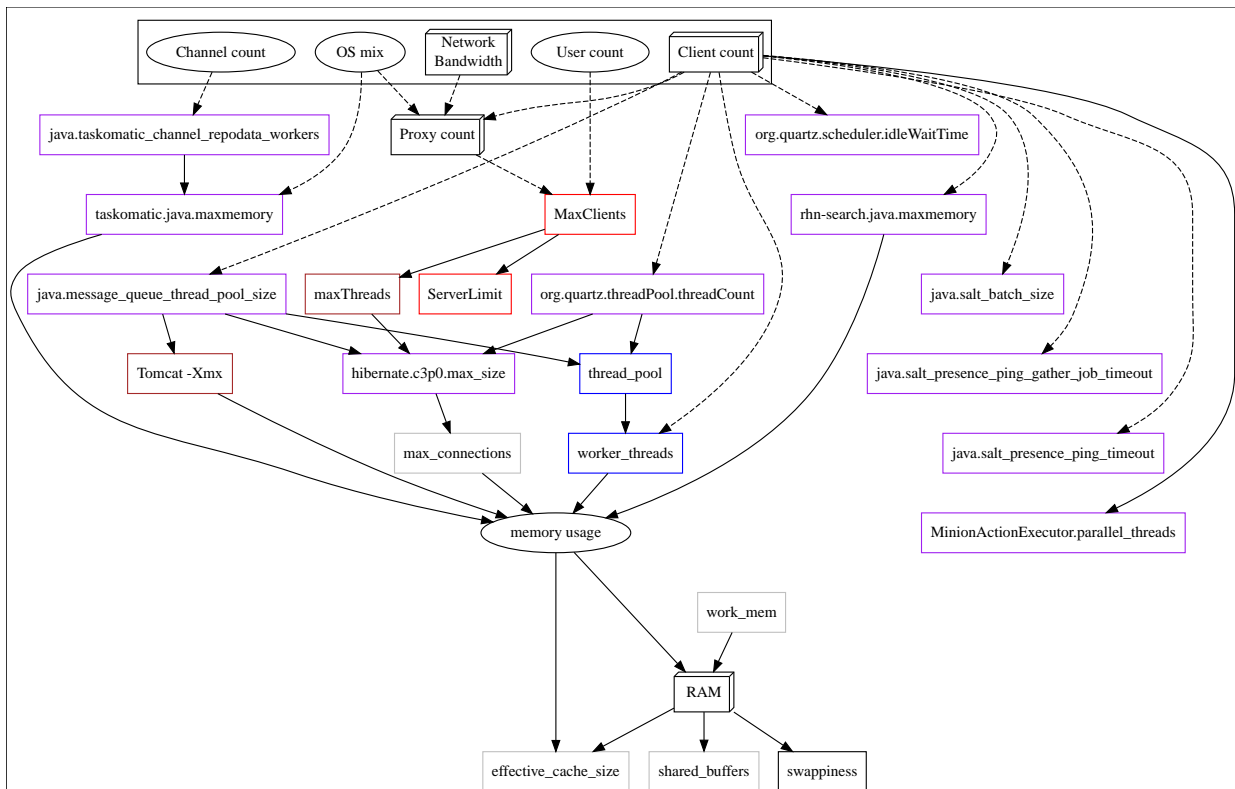 Channel count
OS mix
Network
Bandwidth
User count
Client count
java.taskomatic_channel_repodata_workers
Proxy count
org.quartz.scheduler.idleWaitTime
taskomatic.java.maxmemory
MaxClients
rhn-search.java.maxmemory
java.message_queue_thread_pool_size
maxThreads
ServerLimit
org.quartz.threadPool.threadCount
java.salt_batch_size
Tomcat -Xmx
hibernate.c3p0.max_size
thread_pool
java.salt_presence_ping_gather_job_timeout
max_connections
worker_threads
java.salt_presence_ping_timeout
memory usage
MinionActionExecutor.parallel_threads
work_mem
RAM
effective_cache_size
shared_buffers
swappiness